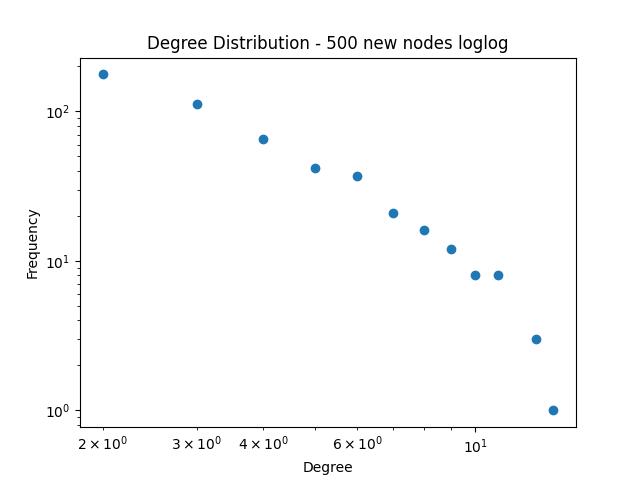 Degree Distribution - 500 new nodes loglog
Frequency
10²
10¹
10⁰
2 × 10⁰
3 × 10⁰
4 × 10⁰
6 × 10⁰
10¹
Degree